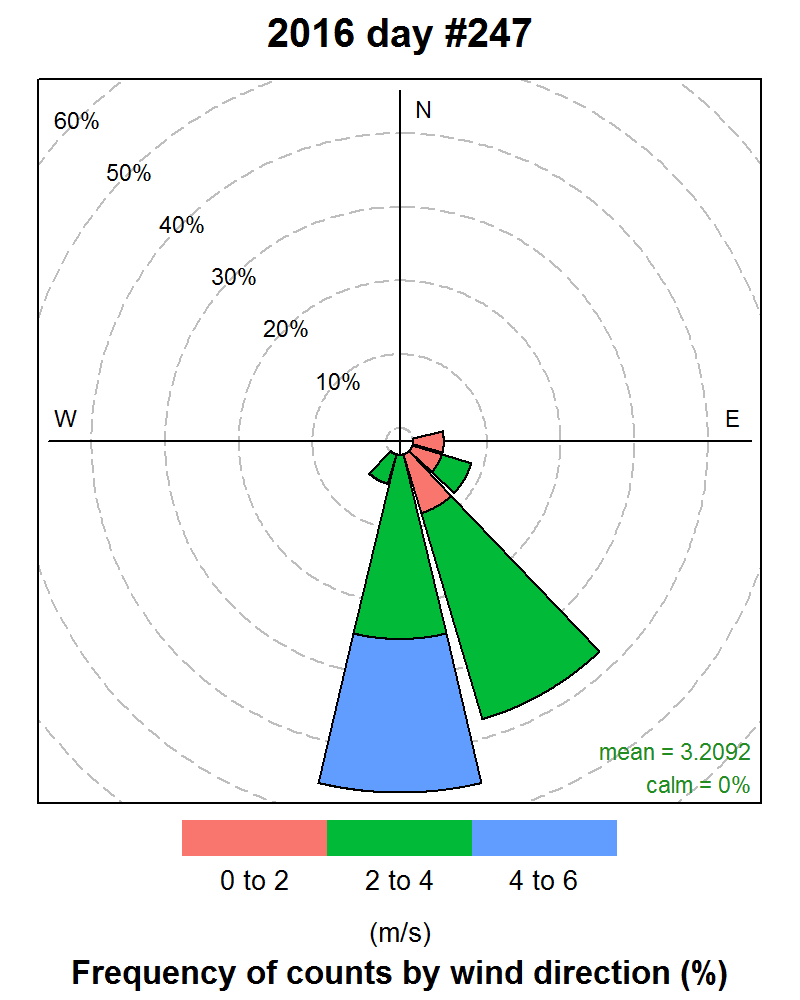 2016 day #247
N
60%
50%
40%
30%
20%
10%
W
E
mean = 3.2092
calm = 0%
0 to 2
2 to 4
4 to 6
(m/s)
Frequency of counts by wind direction (%)